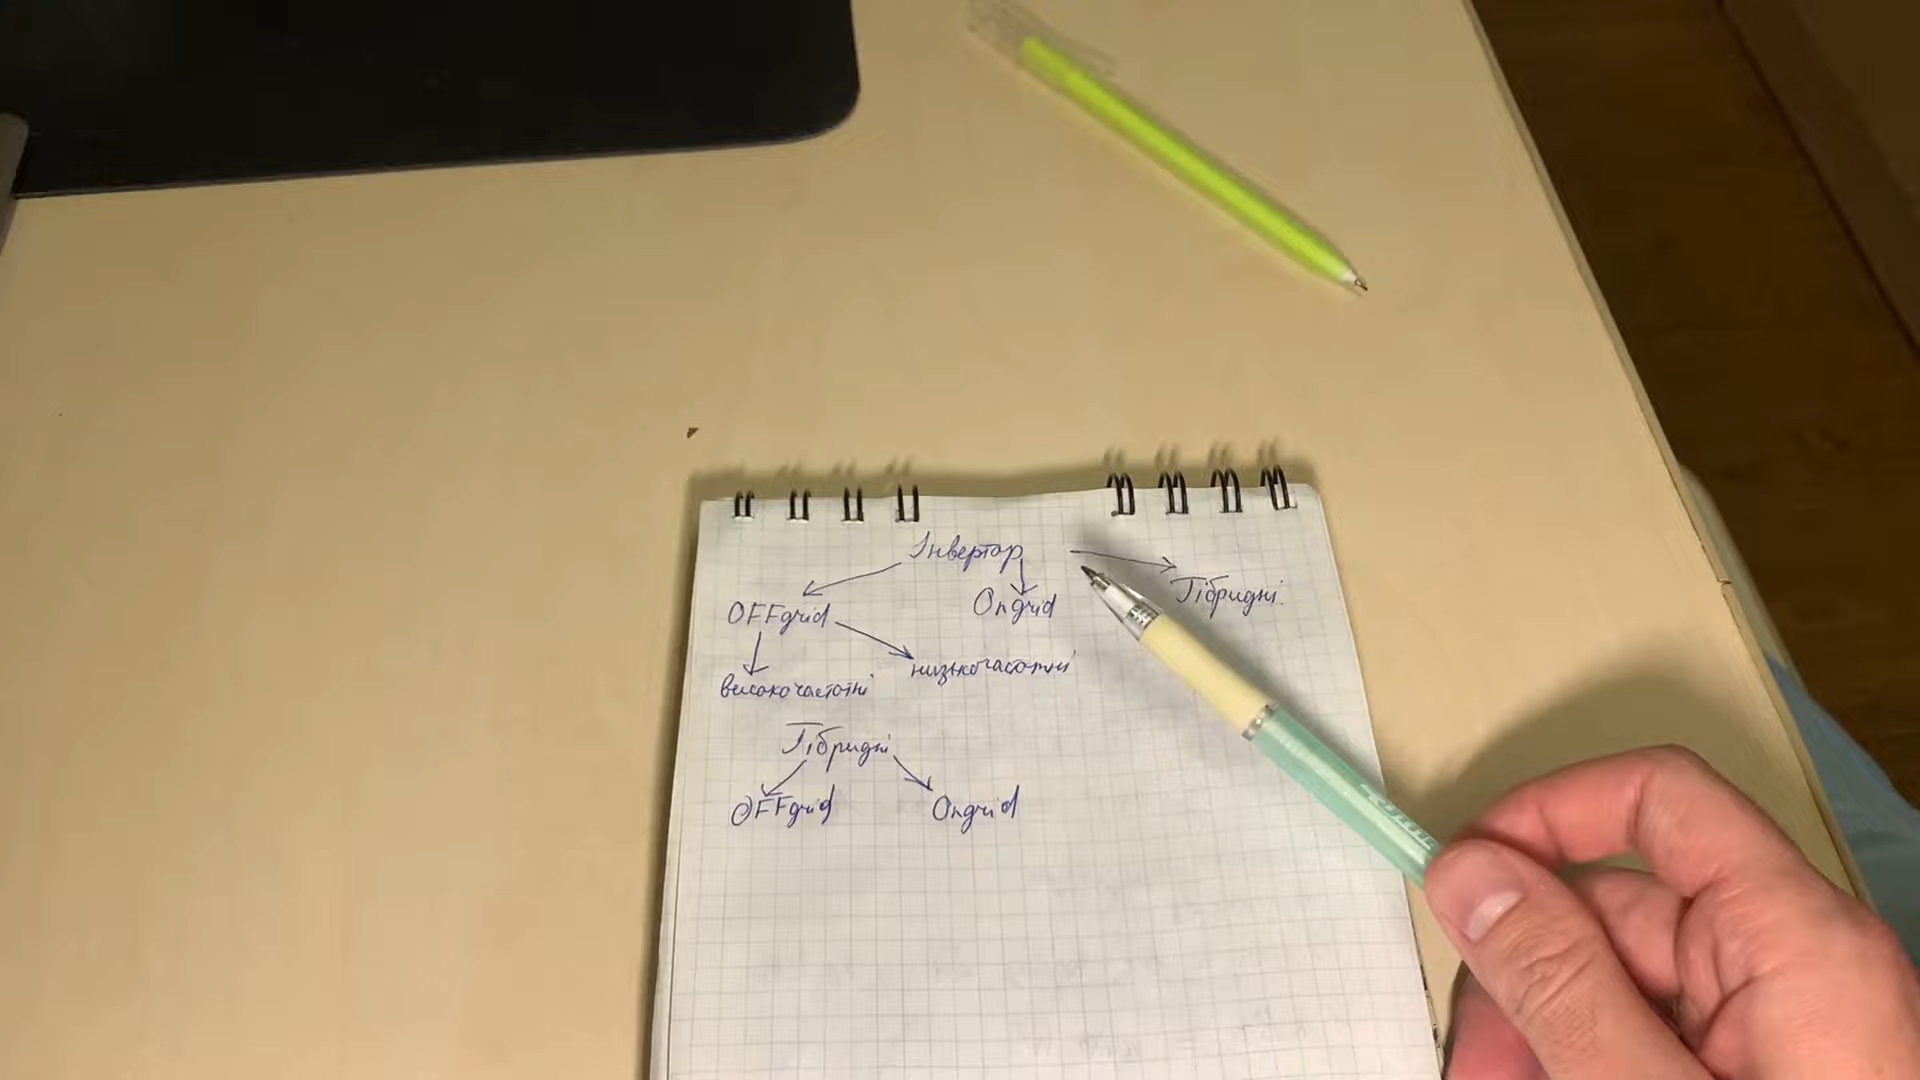 Інвертор
OFFgrid Ongrid Гібридні.
високочастотні низькочастотні
Гібридні
OFFgrid Ongrid